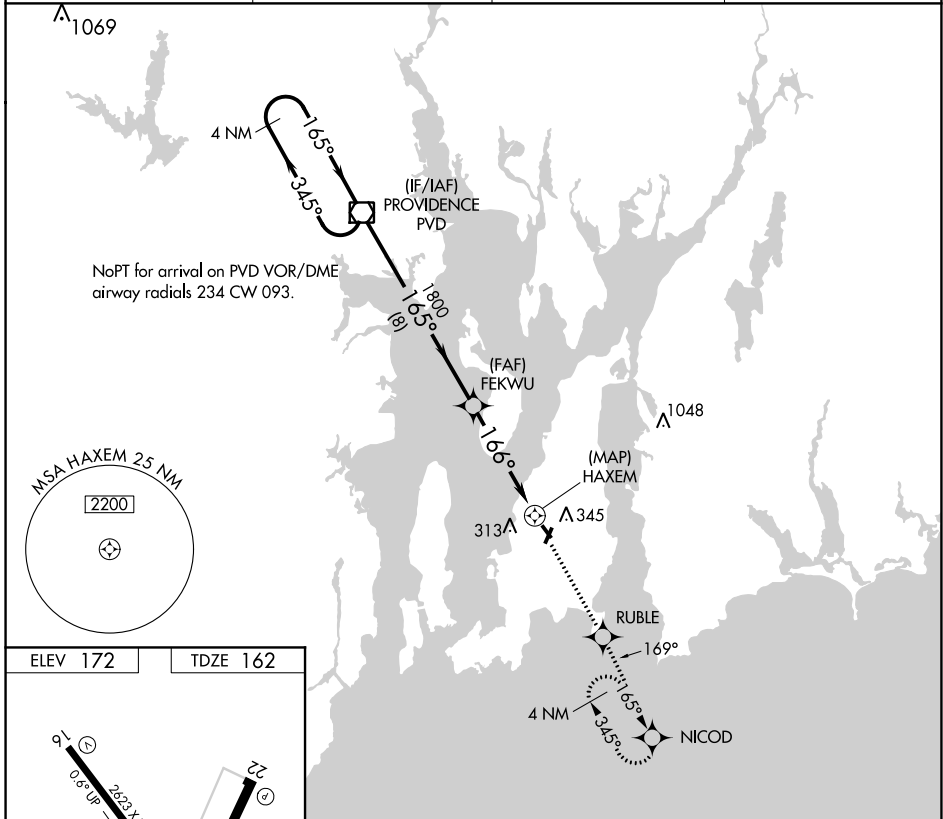 1069
4 NM
165°
345°
(IF/IAF)
PROVIDENCE
PVD
NoPT for arrival on PVD VOR/DME
airway radials 234 CW 093.
1800
165°
(8)
(FAF)
FEKWU
166°
1048
(MAP)
HAXEM
313
345
MSA HAXEM 25 NM
2200
RUBLE
169°
4 NM
165°
345°
NICOD
ELEV 172
TDZE 162
16
V
0.6° UP
2623 X
22
P